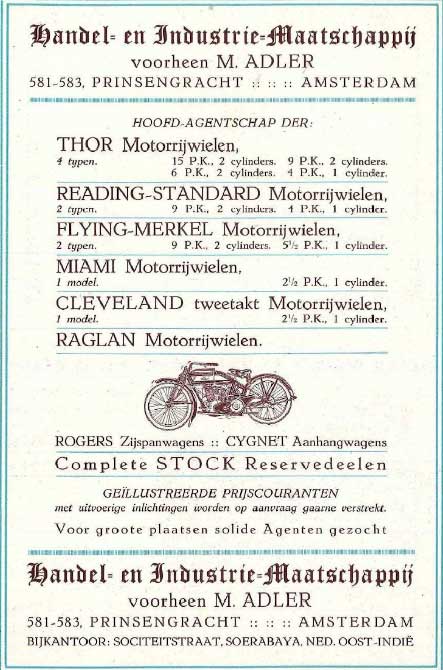 Handel- en Industrie-Maatschappij
voorheen M. ADLER
581-583, PRINSENGRACHT :: :: :: AMSTERDAM
HOOFD-AGENTSCHAP DER:
THOR Motorrijwielen,
4 typen. 15 P.K., 2 cylinders. 9 P.K., 2 cylinders.
6 P.K., 2 cylinders. 4 P.K., 1 cylinder.
READING-STANDARD Motorrijwielen,
2 typen. 9 P.K., 2 cylinders. 4 P.K., 1 cylinder.
FLYING-MERKEL Motorrijwielen,
2 typen. 9 P.K., 2 cylinders. 5½ P.K., 1 cylinder.
MIAMI Motorrijwielen,
1 model. 2½ P.K., 1 cylinder.
CLEVELAND tweetakt Motorrijwielen,
1 model. 2½ P.K., 1 cylinder.
RAGLAN Motorrijwielen.
ROGERS Zijspanwagens :: CYGNET Aanhangwagens
Complete STOCK Reservedeelen
GEÏLLUSTREERDE PRIJSCOURANTEN
met uitvoerige inlichtingen worden op aanvraag gaarne verstrekt.
Voor groote plaatsen solide Agenten gezocht
Handel- en Industrie-Maatschappij
voorheen M. ADLER
581-583, PRINSENGRACHT :: :: :: AMSTERDAM
BIJKANTOOR: SOCITEITSTRAAT, SOERABAYA, NED. OOST-INDIË